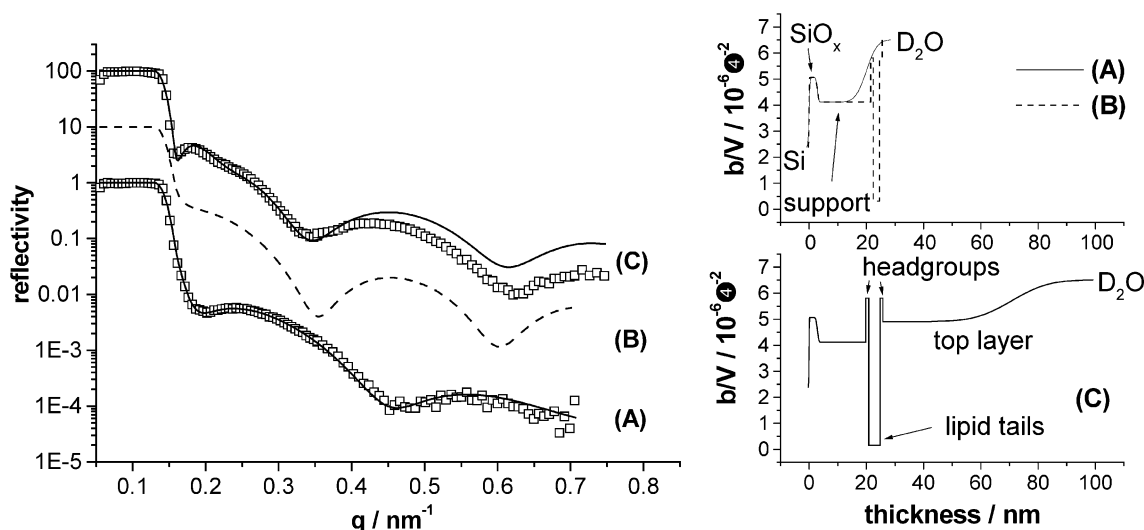 100
10
1
0.1
0.01
1E-3
1E-4
1E-5
reflectivity
0.1 0.2 0.3 0.4 0.5 0.6 0.7 0.8
q / nm-1
(C)
(B)
(A)
7
6
5
4
3
2
1
0
b/V / 10-6 4-2
SiOx
D2O
Si
support
(A)
(B)
0 20 40 60 80 100
headgroups
7
6
5
4
3
2
1
0
b/V / 10-6 4-2
D2O
top layer
(C)
lipid tails
0 20 40 60 80 100
thickness / nm